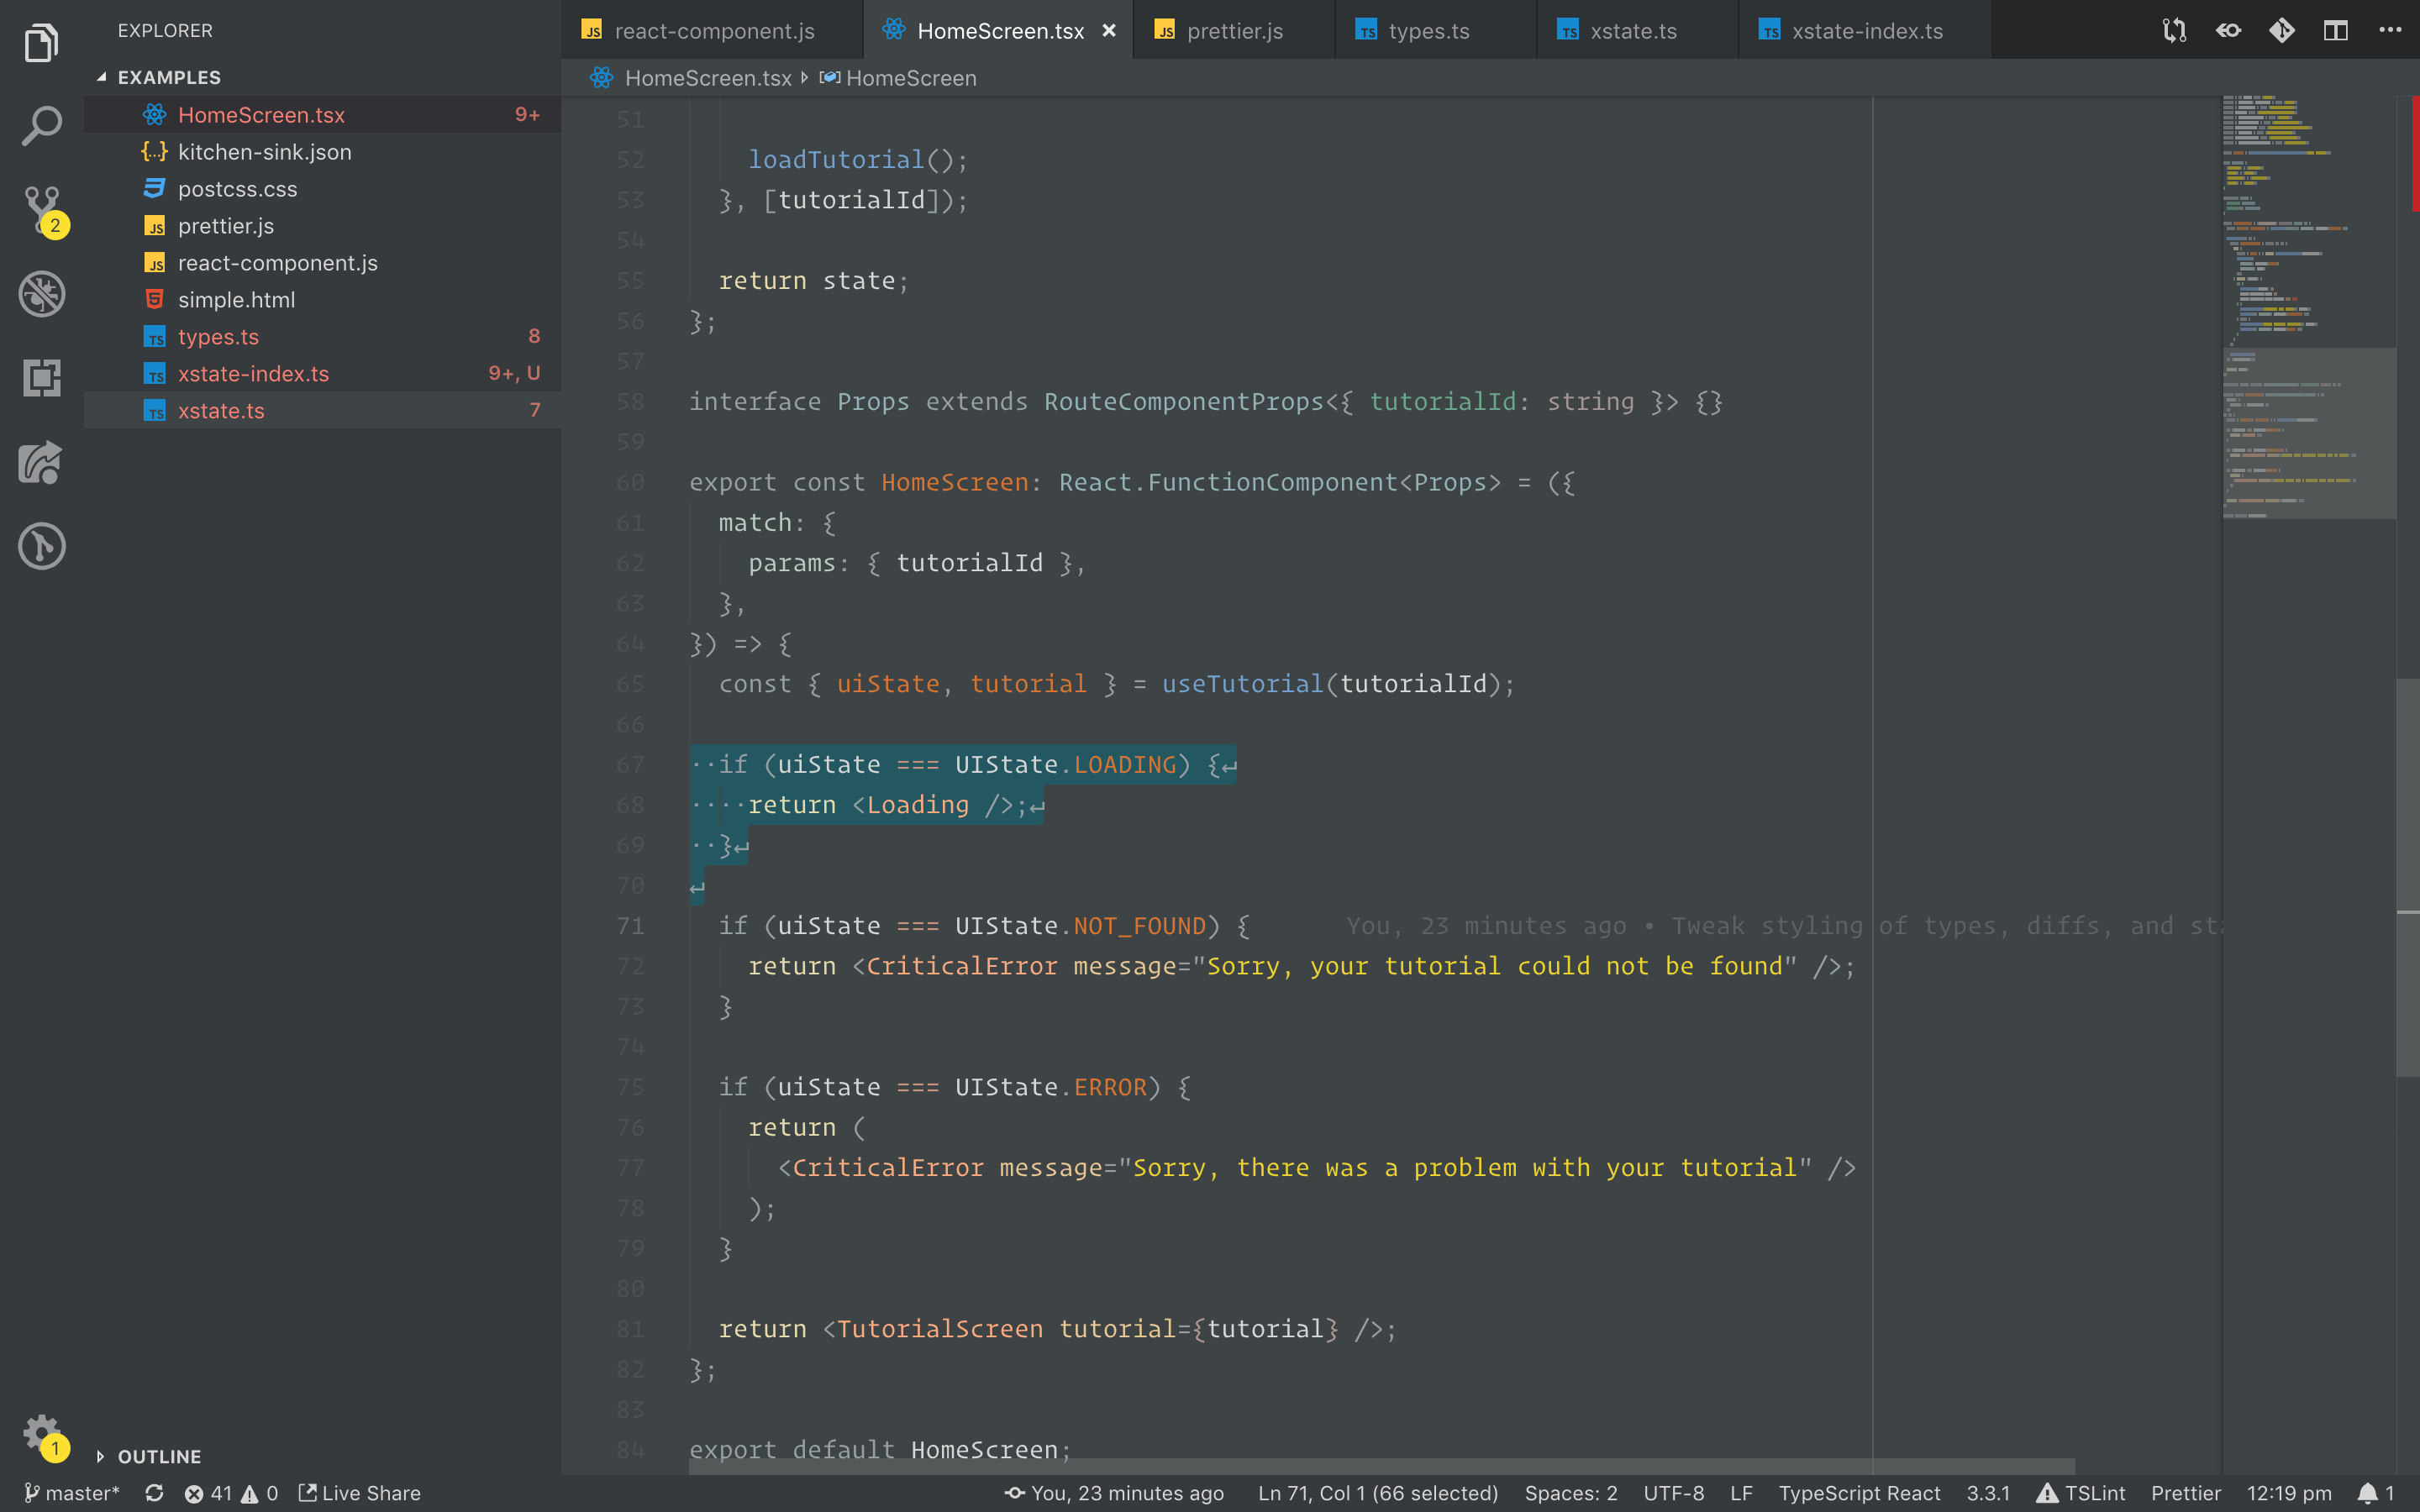 EXPLORER
EXAMPLES
HomeScreen.tsx 9+
kitchen-sink.json
postcss.css
prettier.js
react-component.js
simple.html
types.ts 8
xstate-index.ts 9+, U
xstate.ts 7
2
1
OUTLINE
react-component.js HomeScreen.tsx × prettier.js types.ts xstate.ts xstate-index.ts
HomeScreen.tsx HomeScreen
51
52 loadTutorial();
53 }, [tutorialId]);
54
55 return state;
56 };
57
58 interface Props extends RouteComponentProps<{ tutorialId: string }> {}
59
60 export const HomeScreen: React.FunctionComponent<Props> = ({
61 match: {
62 params: { tutorialId },
63 },
64 }) => {
65 const { uiState, tutorial } = useTutorial(tutorialId);
66
67 ··if (uiState === UIState.LOADING) {↵
68 ····return <Loading />;↵
69 ··}↵
70 ↵
71 if (uiState === UIState.NOT_FOUND) { You, 23 minutes ago • Tweak styling of types, diffs, and
72 return <CriticalError message="Sorry, your tutorial could not be found" />;
73 }
74
75 if (uiState === UIState.ERROR) {
76 return (
77 <CriticalError message="Sorry, there was a problem with your tutorial" />
78 );
79 }
80
81 return <TutorialScreen tutorial={tutorial} />;
82 };
83
84 export default HomeScreen;
master* 41 0 Live Share You, 23 minutes ago Ln 71, Col 1 (66 selected) Spaces: 2 UTF-8 LF TypeScript React 3.3.1 TSLint Prettier 12:19 pm 1